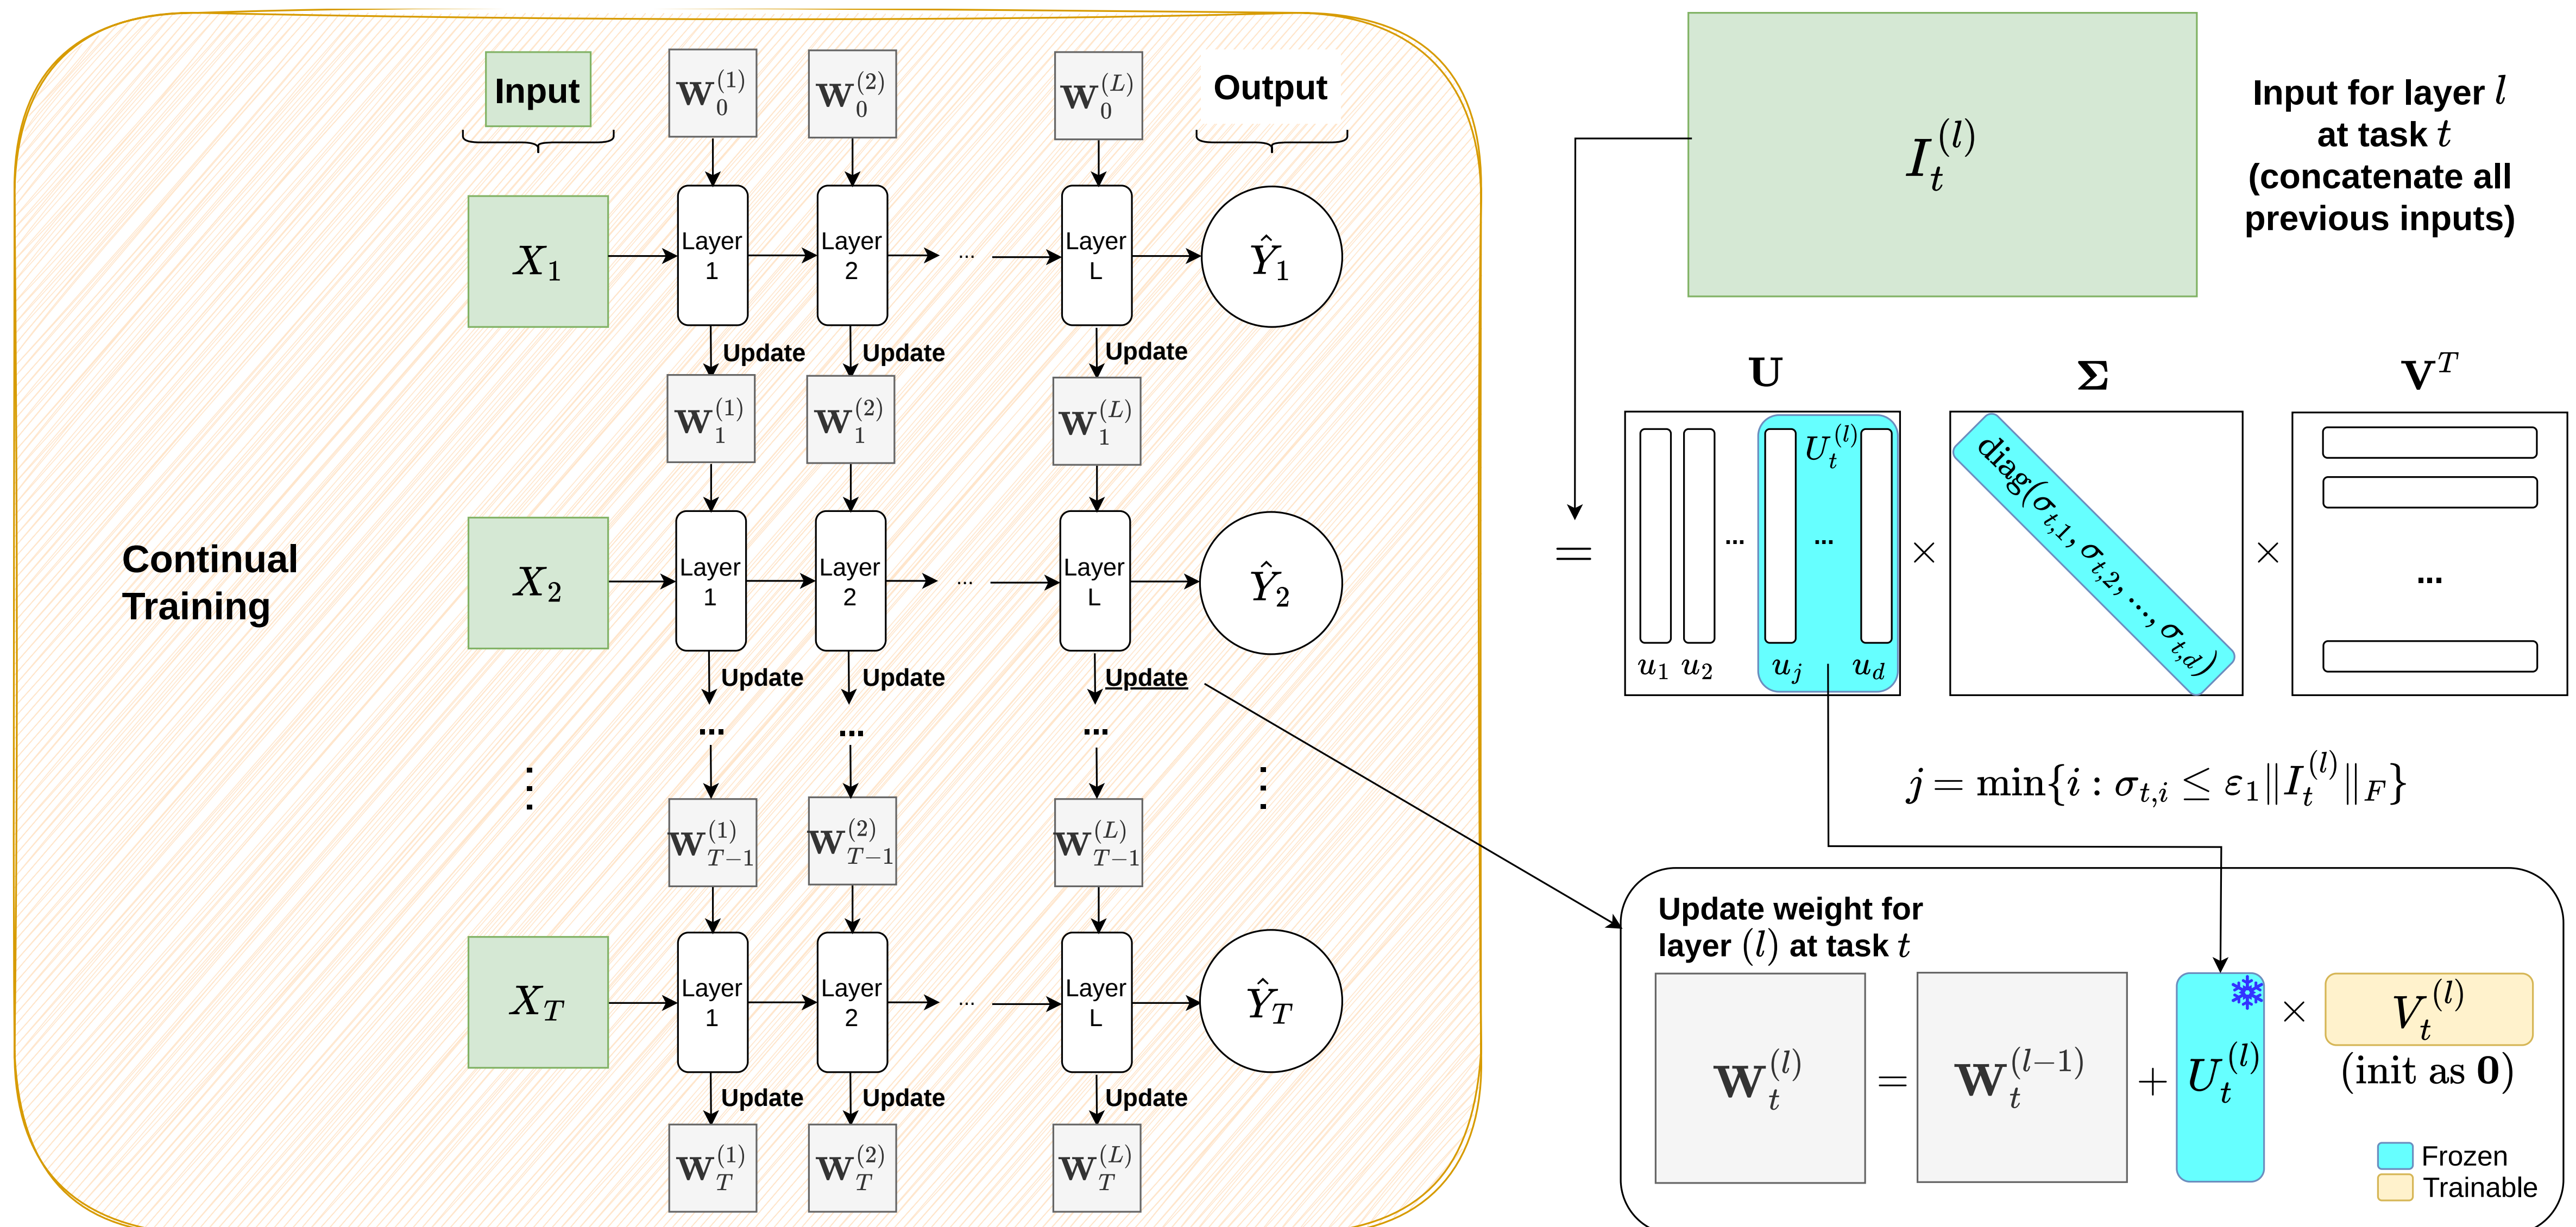 Input
W_0^{(1)}
W_0^{(2)}
W_0^{(L)}
Output
X_1
Layer
1
Layer
2
...
Layer
L
Ŷ_1
Update
Update
Update
W_1^{(1)}
W_1^{(2)}
W_1^{(L)}
Continual
Training
X_2
Layer
1
Layer
2
...
Layer
L
Ŷ_2
Update
Update
Update
...
...
...
⋮
⋮
W_{T-1}^{(1)}
W_{T-1}^{(2)}
W_{T-1}^{(L)}
X_T
Layer
1
Layer
2
...
Layer
L
Ŷ_T
Update
Update
Update
W_T^{(1)}
W_T^{(2)}
W_T^{(L)}
I_t^{(l)}
Input for layer l
at task t
(concatenate all
previous inputs)
U
Σ
V^T
=
U_t^{(l)}
...
...
u_1 u_2 u_j u_d
×
diag(σ_{t,1}, σ_{t,2}, ..., σ_{t,d})
×
...
j = min{i : σ_{t,i} ≤ ε_1‖I_t^{(l)}‖_F}
Update weight for
layer (l) at task t
W_t^{(l)} = W_t^{(l-1)} + U_t^{(l)} × V_t^{(l)}
(init as 0)
Frozen
Trainable